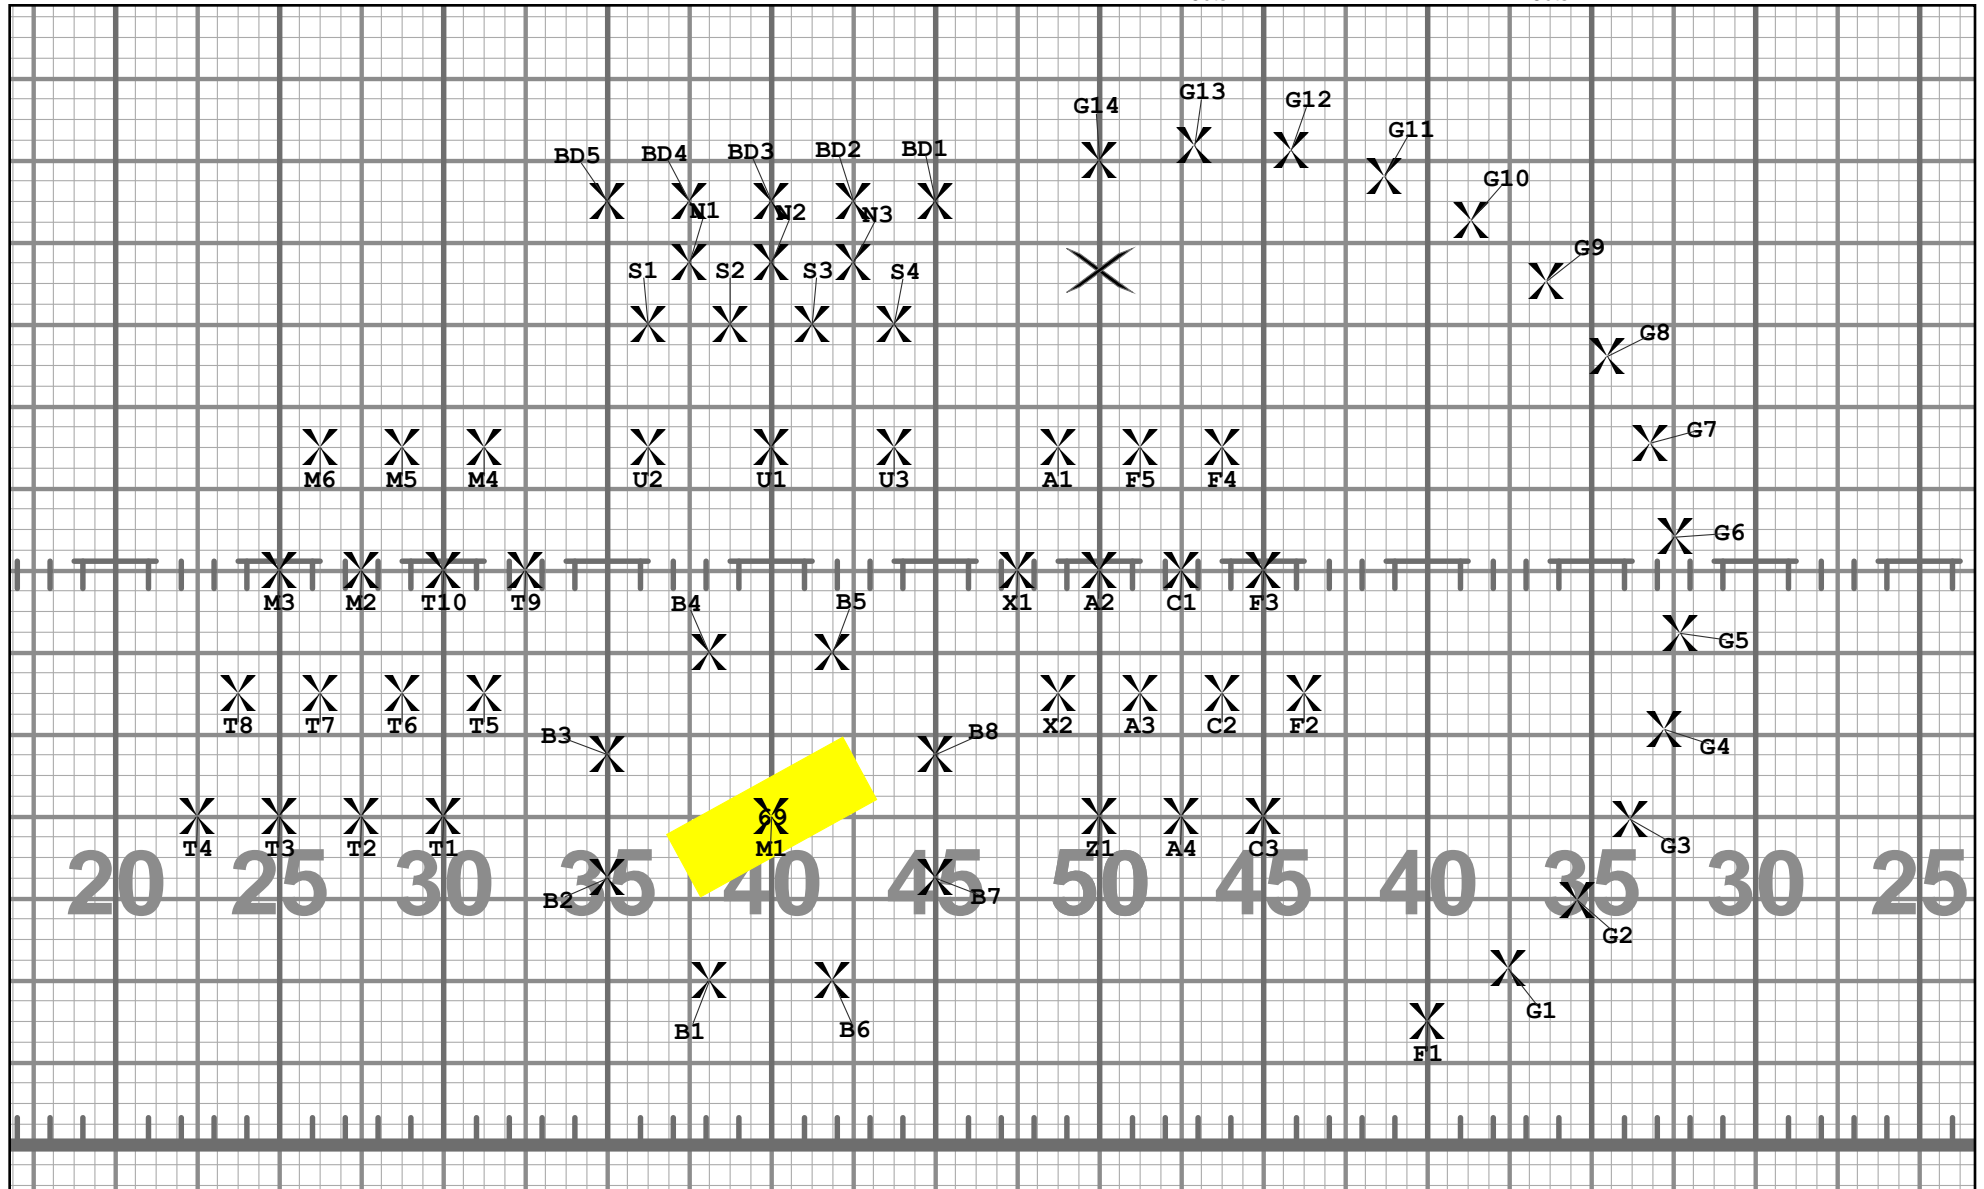 G14 G13 G12
G11
BD5 BD4 BD3 BD2 BD1
G10
N1 N2 N3
G9
S1 S2 S3 S4
G8
G7
M6 M5 M4 U2 U1 U3 A1 F5 F4
G6
M3 M2 T10 T9 B4 B5 X1 A2 C1 F3
G5
T8 T7 T6 T5 X2 A3 C2 F2
B3 B8 G4
69
T4 T3 T2 T1 M1 Z1 A4 C3 G3
20 25 30 35 40 45 50 45 40 35 30 25
B2 B7
G2
G1
B1 B6
F1